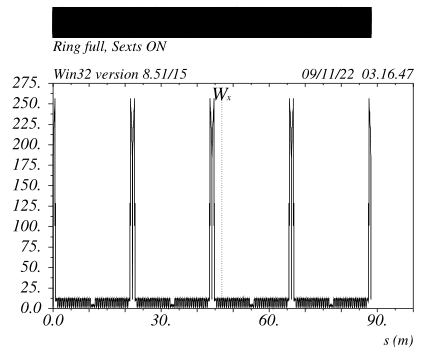 Ring full, Sexts ON
Win32 version 8.51/15 09/11/22 03.16.47
275.
Wx
250.
225.
200.
175.
150.
125.
100.
75.
50.
25.
0.0
0.0 30. 60. 90.
s (m)